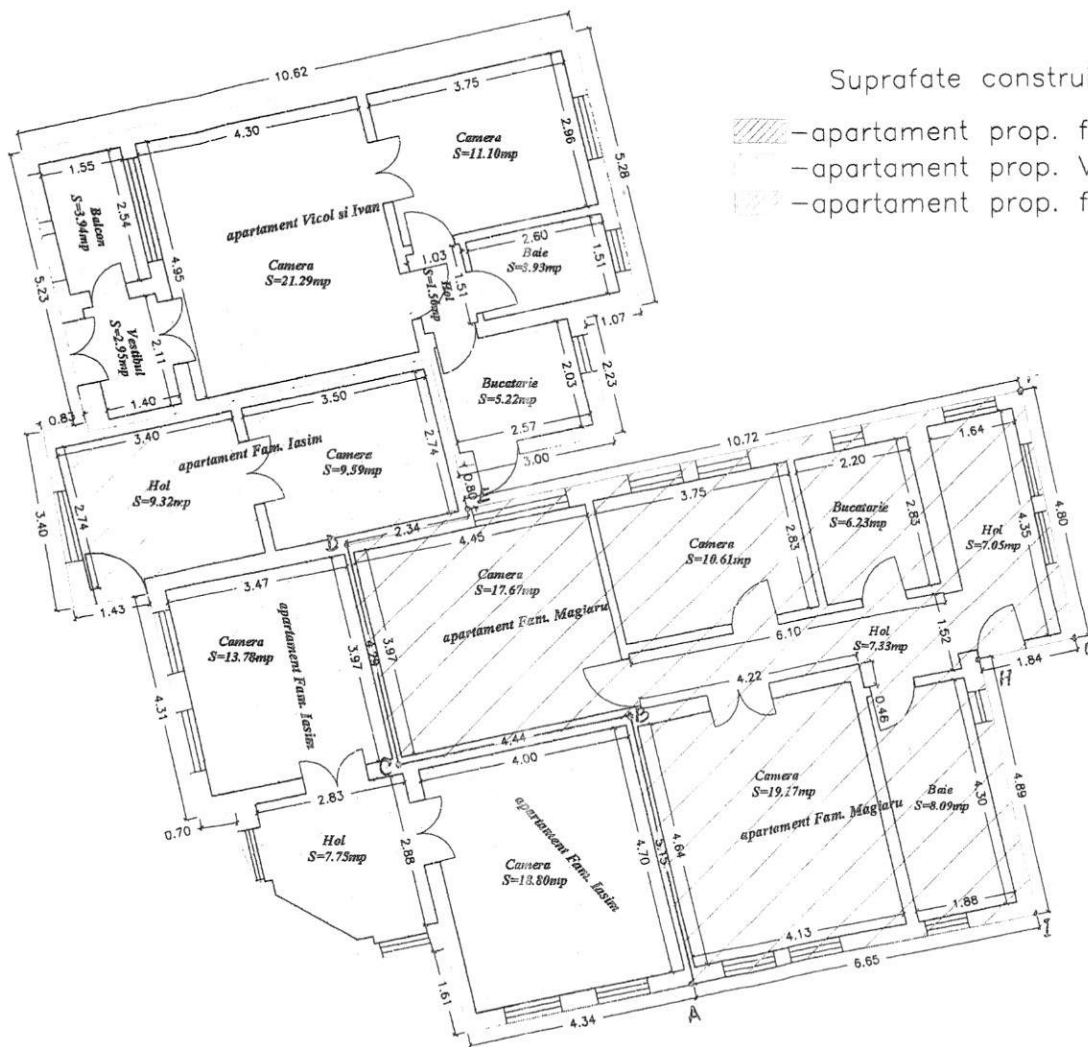 Suprafate construi
-apartament prop. f
-apartament prop. V
-apartament prop. f
10.62
3.75
4.30
1.55
2.54
Balcon
S=3.94mp
Camera
S=11.10mp
2.96
5.28
apartament Vicol si Ivan
Camera
S=21.29mp
4.95
5.23
1.03
1.51
Hol
S=1.56mp
2.60
Baie
S=3.93mp
1.51
1.07
Vestibul
S=2.95mp
2.11
1.40
0.83
Bucatarie
S=5.22mp
2.03
2.23
2.57
3.00
3.40
3.50
apartament Fam. Iasim
Camera
S=9.59mp
2.74
Hol
S=9.32mp
2.74
3.40
1.43
2.34
0.80
10.72
1.64
2.20
3.75
4.45
Bucatarie
S=6.23mp
2.83
Hol
S=7.05mp
4.35
4.80
Camera
S=10.61mp
2.83
D
3.47
Camera
S=17.67mp
apartament Fam. Magiaru
3.97
4.29
3.97
Camera
S=13.78mp
apartament Fam. Iasim
4.31
6.10
Hol
S=7.33mp
1.52
1.84
4.22
0.46
B
4.44
C
4.00
2.83
0.70
Hol
S=7.75mp
2.88
apartament Fam. Iasim
Camera
S=18.80mp
4.70
5.15
4.64
Camera
S=19.17mp
apartament Fam. Magiaru
Baie
S=8.09mp
4.30
4.89
1.88
4.13
6.65
I
1.61
4.34
A